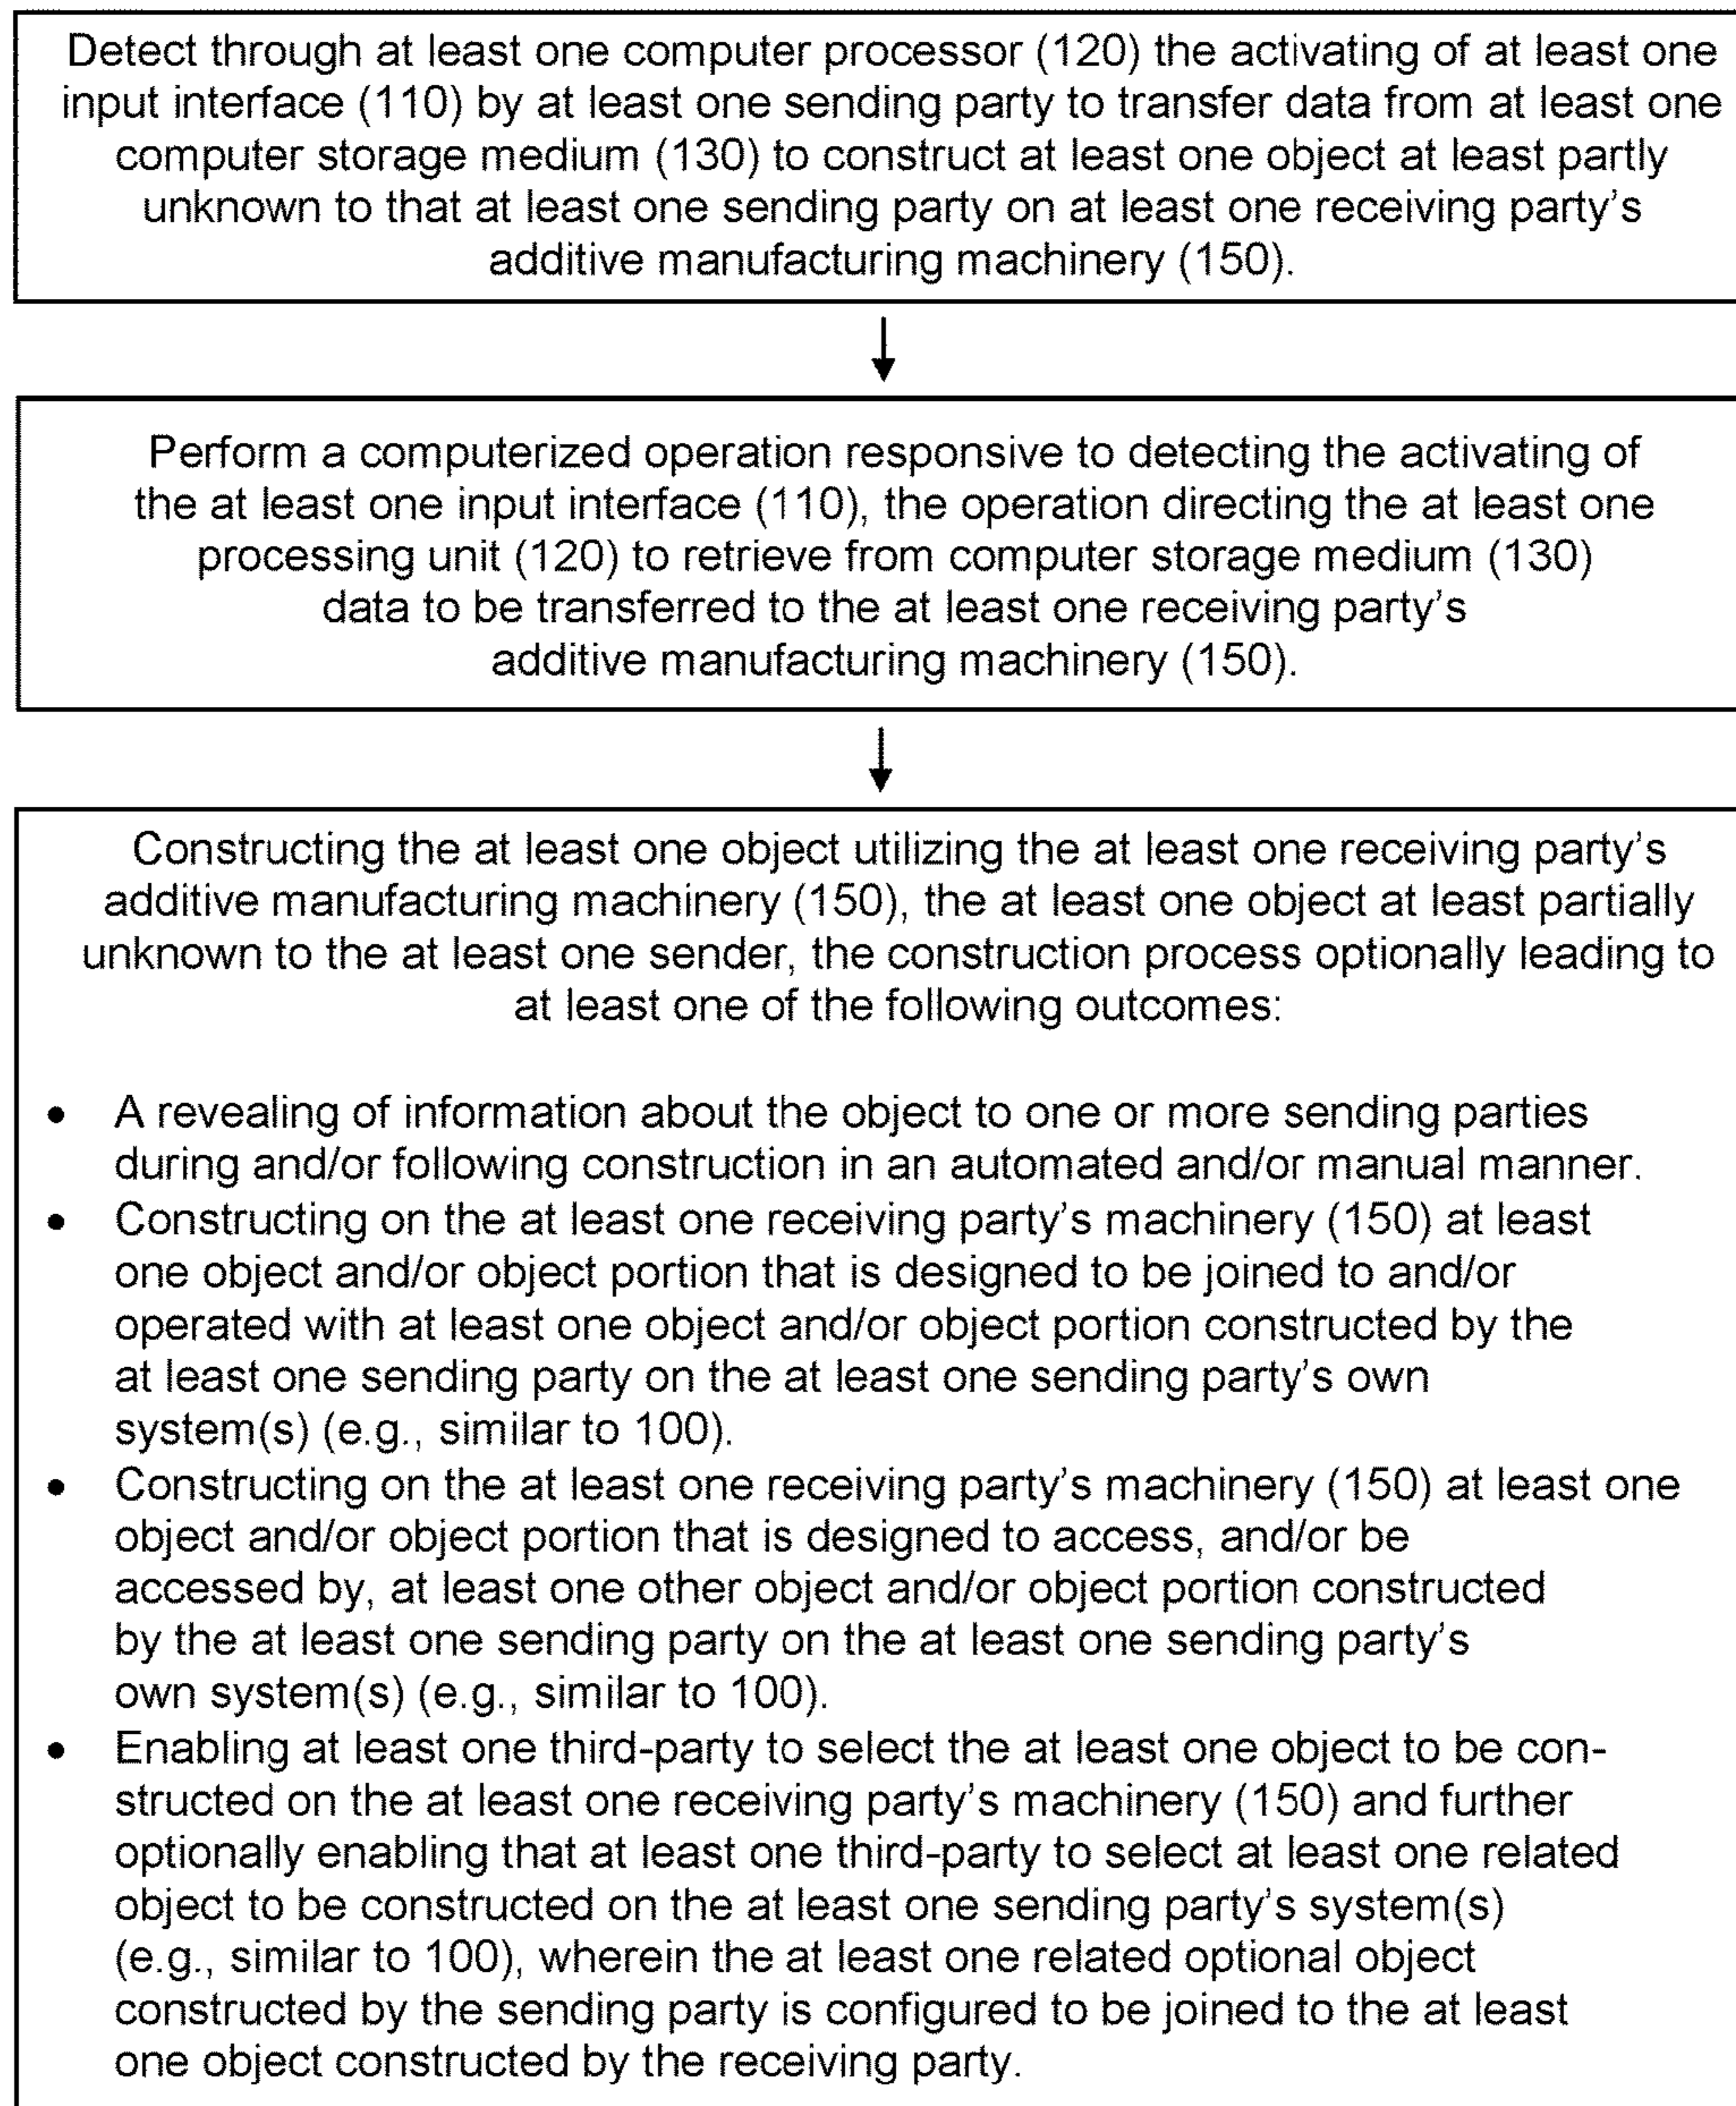 Detect through at least one computer processor (120) the activating of at least one
input interface (110) by at least one sending party to transfer data from at least one
computer storage medium (130) to construct at least one object at least partly
unknown to that at least one sending party on at least one receiving party's
additive manufacturing machinery (150).
Perform a computerized operation responsive to detecting the activating of
the at least one input interface (110), the operation directing the at least one
processing unit (120) to retrieve from computer storage medium (130)
data to be transferred to the at least one receiving party's
additive manufacturing machinery (150).
Constructing the at least one object utilizing the at least one receiving party's
additive manufacturing machinery (150), the at least one object at least partially
unknown to the at least one sender, the construction process optionally leading to
at least one of the following outcomes:
• A revealing of information about the object to one or more sending parties
during and/or following construction in an automated and/or manual manner.
• Constructing on the at least one receiving party's machinery (150) at least
one object and/or object portion that is designed to be joined to and/or
operated with at least one object and/or object portion constructed by the
at least one sending party on the at least one sending party's own
system(s) (e.g., similar to 100).
• Constructing on the at least one receiving party's machinery (150) at least one
object and/or object portion that is designed to access, and/or be
accessed by, at least one other object and/or object portion constructed
by the at least one sending party on the at least one sending party's
own system(s) (e.g., similar to 100).
• Enabling at least one third-party to select the at least one object to be con-
structed on the at least one receiving party's machinery (150) and further
optionally enabling that at least one third-party to select at least one related
object to be constructed on the at least one sending party's system(s)
(e.g., similar to 100), wherein the at least one related optional object
constructed by the sending party is configured to be joined to the at least
one object constructed by the receiving party.